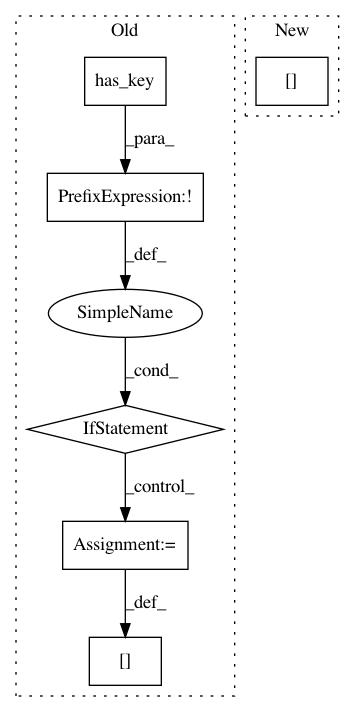 Old
New
has_key
[]
_para_
PrefixExpression:!
_def_
SimpleName
_cond_
IfStatement
_control_
Assignment:=
_def_
[]